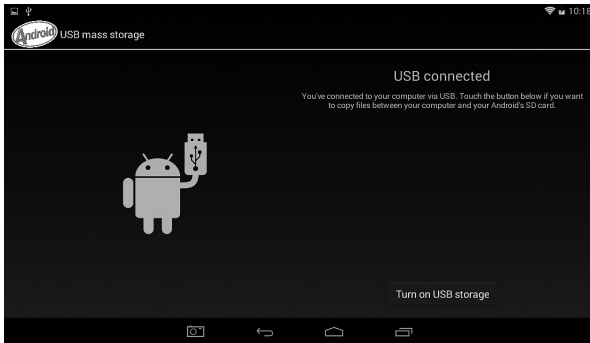 10:18
Android
USB mass storage
USB connected
You've connected to your computer via USB. Touch the button below if you want
to copy files between your computer and your Android's SD card.
Turn on USB storage